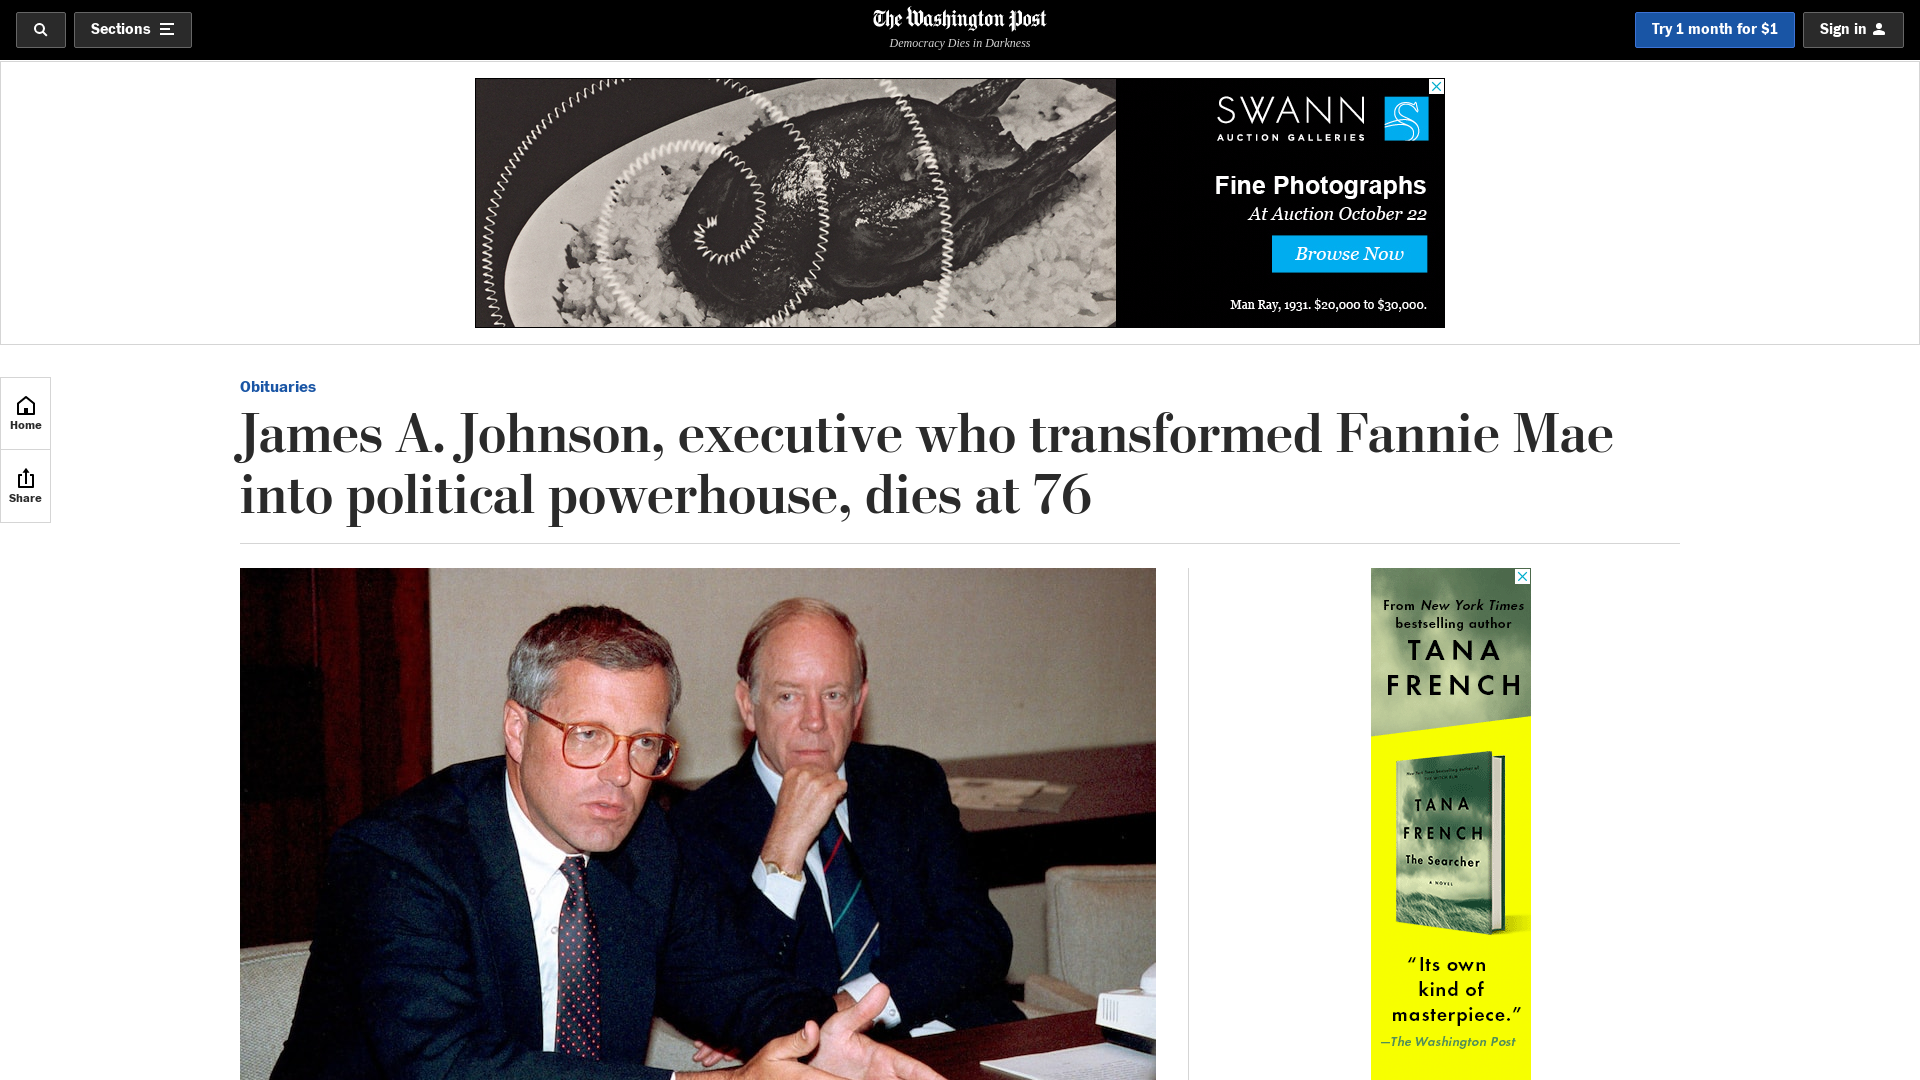 Sections
The Washington Post
Democracy Dies in Darkness
Try 1 month for $1
Sign in
SWANN
AUCTION GALLERIES
Fine Photographs
At Auction October 22
Browse Now
Man Ray, 1931. $20,000 to $30,000.
Home
Share
Obituaries
James A. Johnson, executive who transformed Fannie Mae
into political powerhouse, dies at 76
From New York Times
bestselling author
TANA
FRENCH
TANA
FRENCH
The Searcher
A NOVEL
“Its own
kind of
masterpiece.”
—The Washington Post